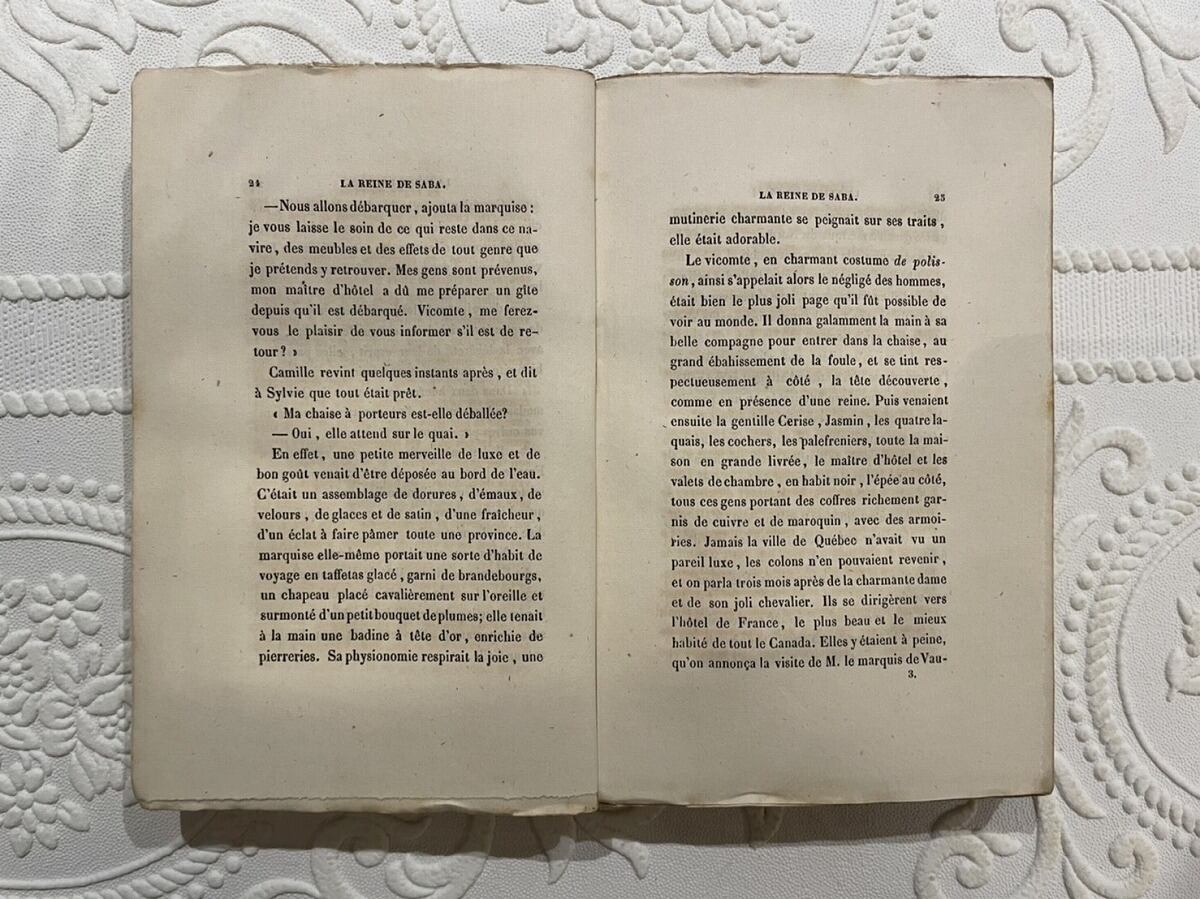 24 LA REINE DE SABA.
—Nous allons débarquer, ajouta la marquise :
je vous laisse le soin de ce qui reste dans ce na-
vire, des meubles et des effets de tout genre que
je prétends y retrouver. Mes gens sont prévenus,
mon maître d'hôtel a dû me préparer un gîte
depuis qu'il est débarqué. Vicomte, me ferez-
vous le plaisir de vous informer s'il est de re-
tour? »
Camille revint quelques instants après, et dit
à Sylvie que tout était prêt.
« Ma chaise à porteurs est-elle déballée?
— Oui, elle attend sur le quai. »
En effet, une petite merveille de luxe et de
bon goût venait d'être déposée au bord de l'eau.
C'était un assemblage de dorures, d'émaux, de
velours, de glaces et de satin, d'une fraîcheur,
d'un éclat à faire pâmer toute une province. La
marquise elle-même portait une sorte d'habit de
voyage en taffetas glacé, garni de brandebourgs,
un chapeau placé cavalièrement sur l'oreille et
surmonté d'un petit bouquet de plumes; elle tenait
à la main une badine à tête d'or, enrichie de
pierreries. Sa physionomie respirait la joie, une
LA REINE DE SABA. 25
mutinerie charmante se peignait sur ses traits,
elle était adorable.
Le vicomte, en charmant costume de polis-
son, ainsi s'appelait alors le négligé des hommes,
était bien le plus joli page qu'il fût possible de
voir au monde. Il donna galamment la main à sa
belle compagne pour entrer dans la chaise, au
grand ébahissement de la foule, et se tint res-
pectueusement à côté, la tête découverte,
comme en présence d'une reine. Puis venaient
ensuite la gentille Cerise, Jasmin, les quatre la-
quais, les cochers, les palefreniers, toute la mai-
son en grande livrée, le maître d'hôtel et les
valets de chambre, en habit noir, l'épée au côté,
tous ces gens portant des coffres richement gar-
nis de cuivre et de maroquin, avec des armoi-
ries. Jamais la ville de Québec n'avait vu un
pareil luxe, les colons n'en pouvaient revenir,
et on parla trois mois après de la charmante dame
et de son joli chevalier. Ils se dirigèrent vers
l'hôtel de France, le plus beau et le mieux
habité de tout le Canada. Elles y étaient à peine,
qu'on annonça la visite de M. le marquis de Vau-
3.